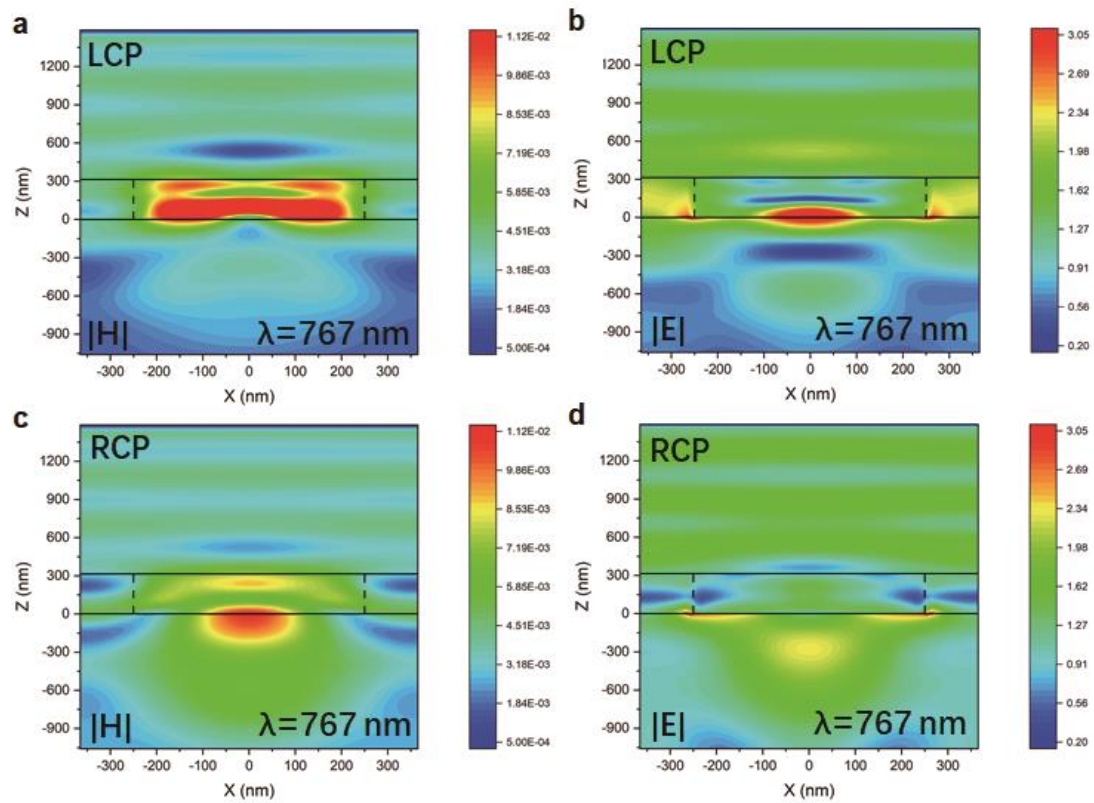 a
LCP
1200
900
600
300
0
-300
-600
-900
Z (nm)
|H|
λ=767 nm
-300 -200 -100 0 100 200 300
X (nm)
1.12E-02
9.86E-03
8.53E-03
7.19E-03
5.85E-03
4.51E-03
3.18E-03
1.84E-03
5.00E-04
b
LCP
1200
900
600
300
0
-300
-600
-900
Z (nm)
|E|
λ=767 nm
-300 -200 -100 0 100 200 300
X (nm)
3.05
2.69
2.34
1.98
1.62
1.27
0.91
0.56
0.20
c
RCP
1200
900
600
300
0
-300
-600
-900
Z (nm)
|H|
λ=767 nm
-300 -200 -100 0 100 200 300
X (nm)
1.12E-02
9.86E-03
8.53E-03
7.19E-03
5.85E-03
4.51E-03
3.18E-03
1.84E-03
5.00E-04
d
RCP
1200
900
600
300
0
-300
-600
-900
Z (nm)
|E|
λ=767 nm
-300 -200 -100 0 100 200 300
X (nm)
3.05
2.69
2.34
1.98
1.62
1.27
0.91
0.56
0.20